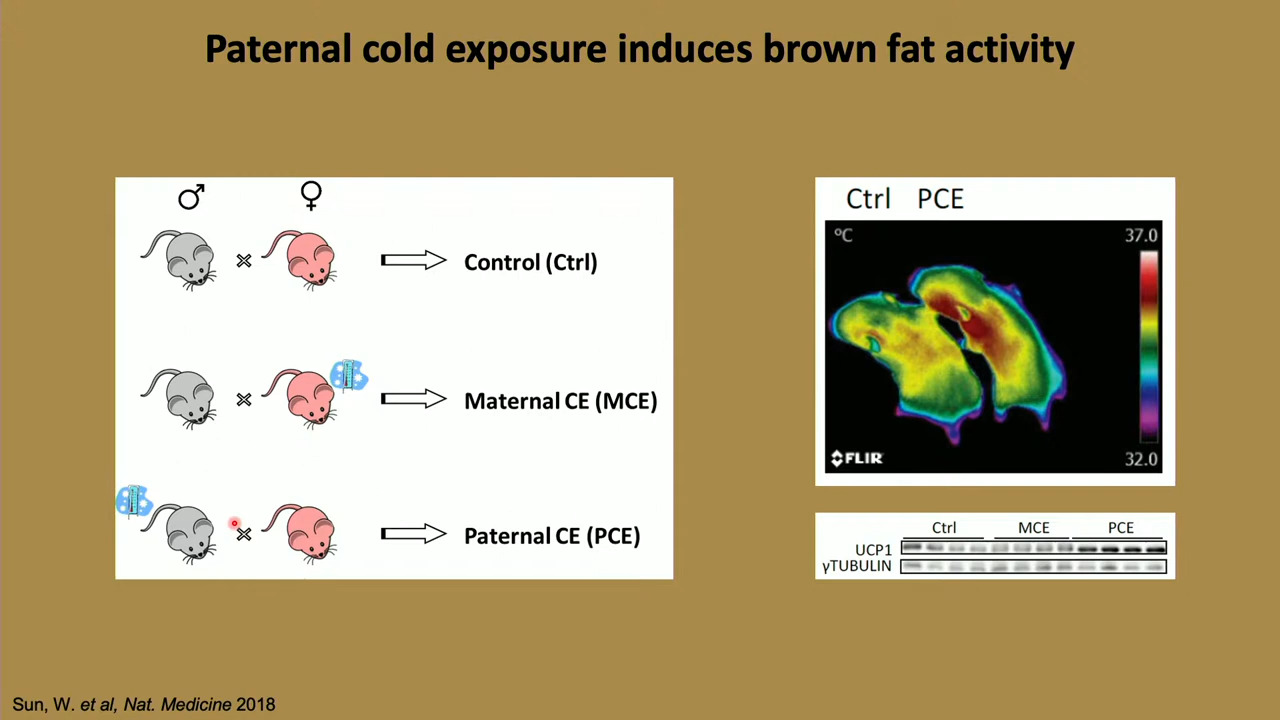 Paternal cold exposure induces brown fat activity
♂ ♀
× Control (Ctrl)
× Maternal CE (MCE)
× Paternal CE (PCE)
Ctrl PCE
°C 37.0
FLIR 32.0
Ctrl MCE PCE
UCP1
γTUBULIN
Sun, W. et al, Nat. Medicine 2018